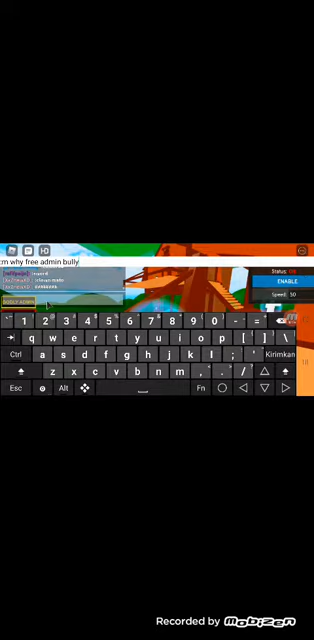 :m why free admin bully
Status: Off
ENABLE
Speed: 50
1 2 3 4 5 6 7 8 9 0 - =
q w e r t y u i o p [ ] \
Ctrl a s d f g h j k l ; ' Kirimkan
z x c v b n m , . /
Esc Alt Fn
Recorded by Mobizen